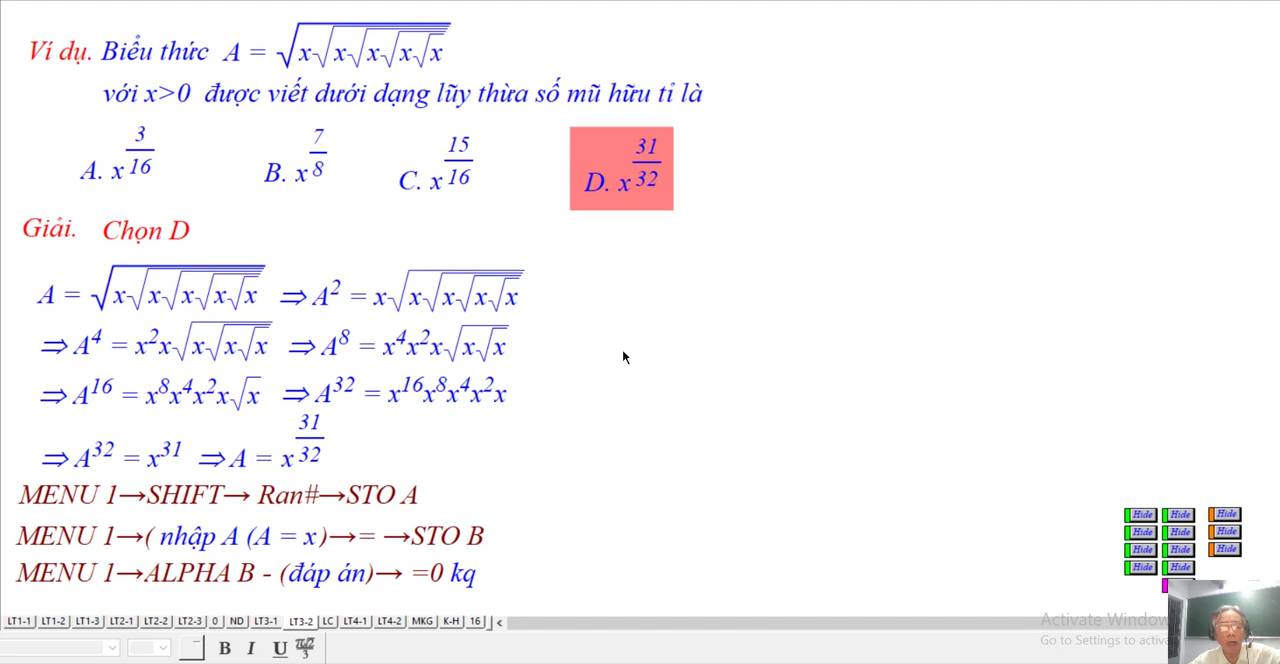 Ví dụ. Biểu thức A = √(x√(x√(x√(x√x))))
với x>0 được viết dưới dạng lũy thừa số mũ hữu tỉ là
A. x^(3/16) B. x^(7/8) C. x^(15/16) D. x^(31/32)
Giải. Chọn D
A = √(x√(x√(x√(x√x)))) ⇒ A² = x√(x√(x√(x√x)))
⇒ A⁴ = x²x√(x√(x√x)) ⇒ A⁸ = x⁴x²x√(x√x)
⇒ A¹⁶ = x⁸x⁴x²x√x ⇒ A³² = x¹⁶x⁸x⁴x²x
⇒ A³² = x³¹ ⇒ A = x^(31/32)
MENU 1→SHIFT→ Ran#→STO A
MENU 1→( nhập A (A = x)→= →STO B
MENU 1→ALPHA B - (đáp án)→ =0 kq
Hide Hide Hide
Hide Hide Hide
Hide Hide Hide
Hide Hide
Activate Window
Go to Settings to activa
LT1-1 LT1-2 LT1-3 LT2-1 LT2-2 LT2-3 0 ND LT3-1 LT3-2 LC LT4-1 LT4-2 MKG K-H 16
B I U